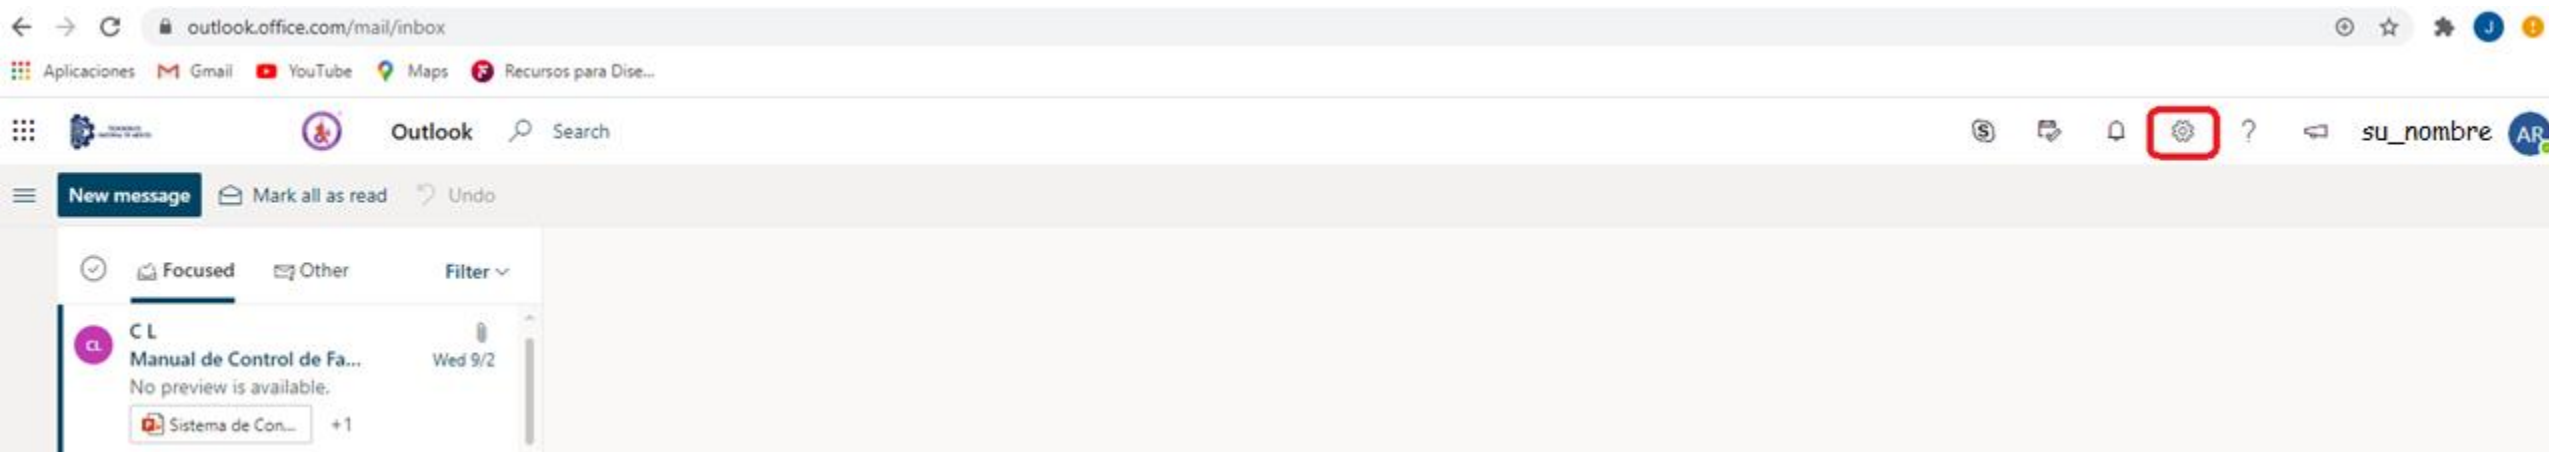 outlook.office.com/mail/inbox
J
Aplicaciones Gmail YouTube Maps Recursos para Dise...
Outlook Search su_nombre AR
New message Mark all as read Undo
Focused Other Filter
CL
C L
Manual de Control de Fa... Wed 9/2
No preview is available.
Sistema de Con... +1